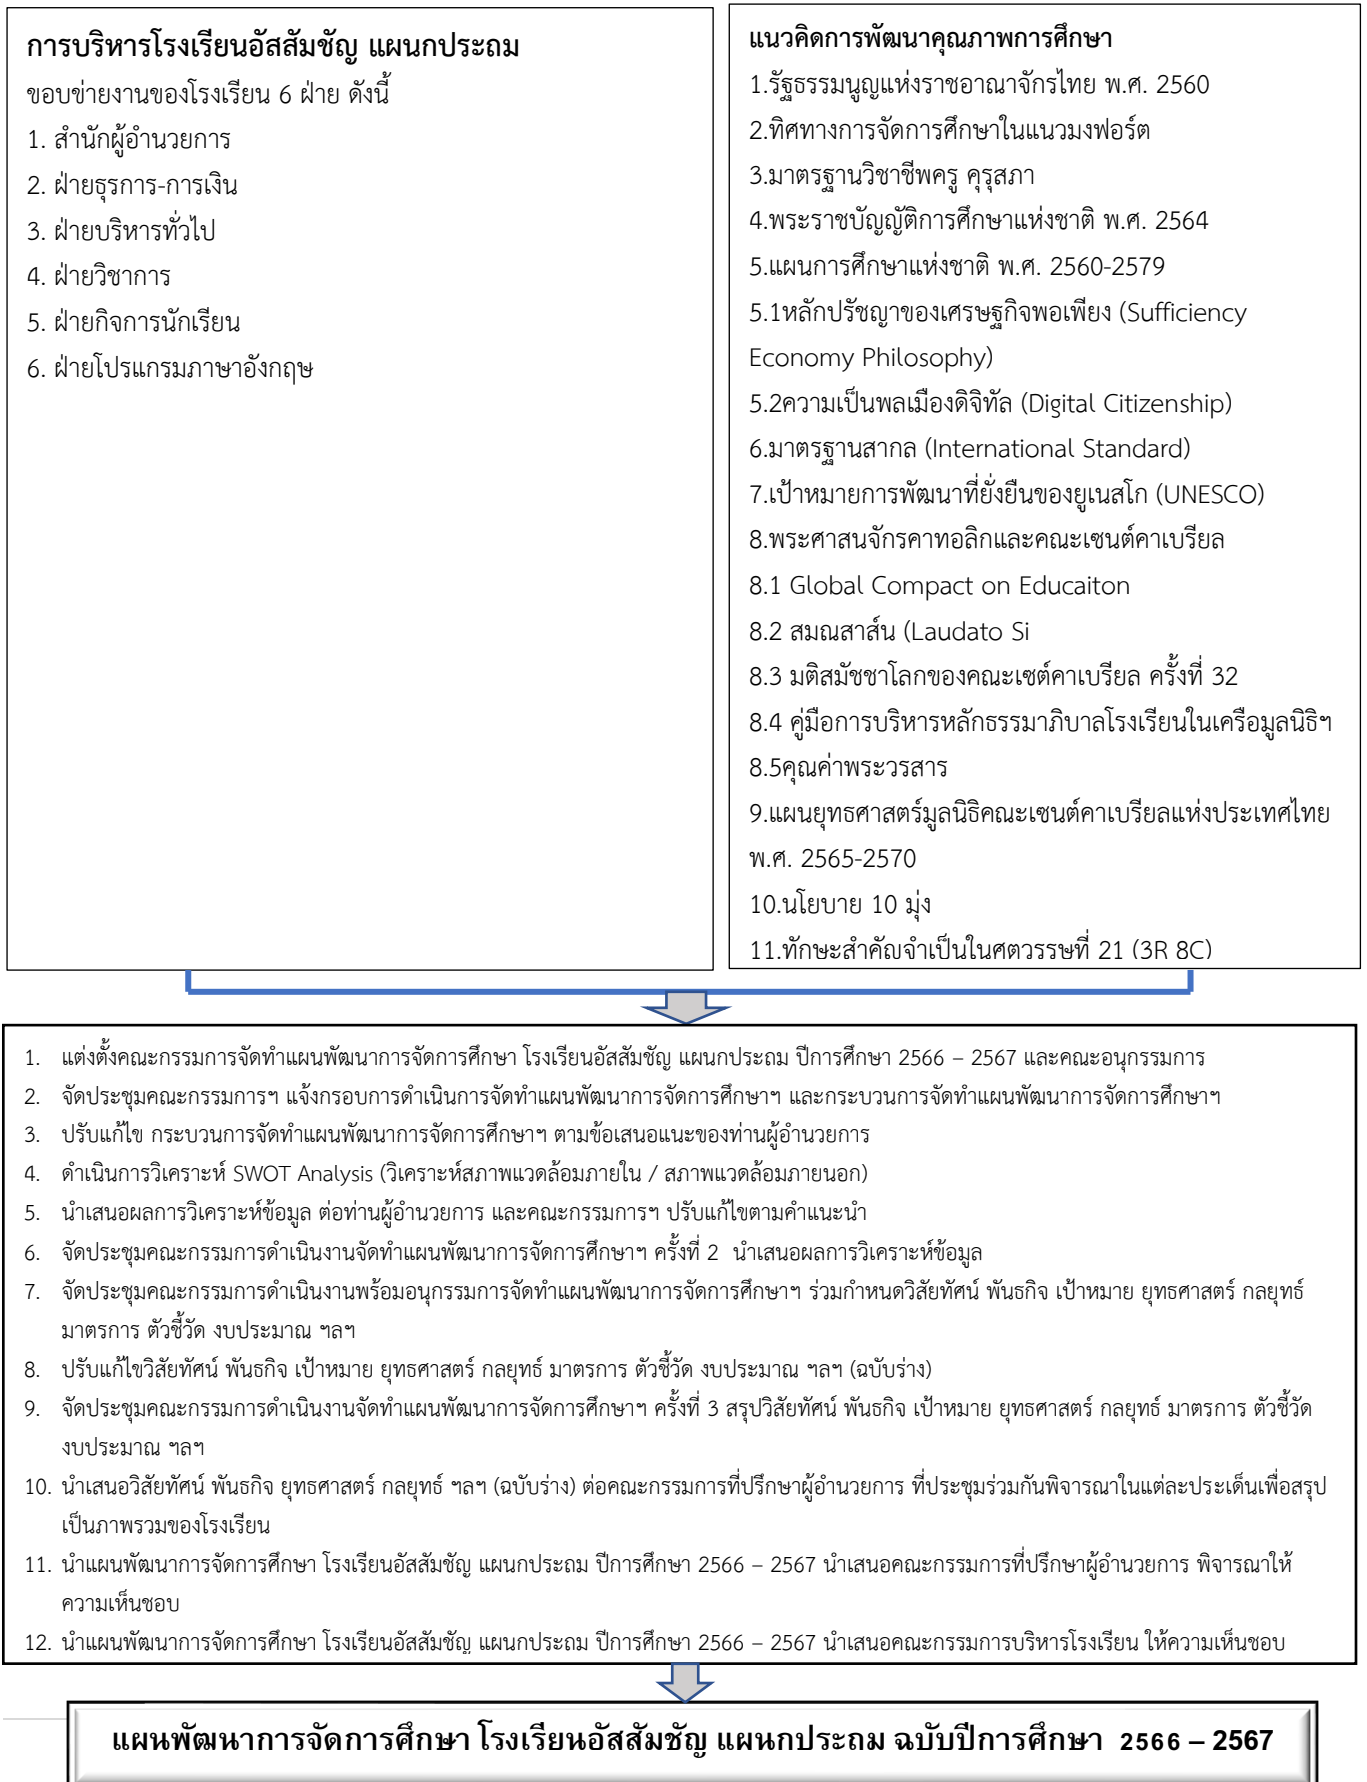 การบริหารโรงเรียนอัสสัมชัญ แผนกประถม
ขอบข่ายงานของโรงเรียน 6 ฝ่าย ดังนี้
1. สำนักผู้อำนวยการ
2. ฝ่ายธุรการ-การเงิน
3. ฝ่ายบริหารทั่วไป
4. ฝ่ายวิชาการ
5. ฝ่ายกิจการนักเรียน
6. ฝ่ายโปรแกรมภาษาอังกฤษ
แนวคิดการพัฒนาคุณภาพการศึกษา
1.รัฐธรรมนูญแห่งราชอาณาจักรไทย พ.ศ. 2560
2.ทิศทางการจัดการศึกษาในแนวมงฟอร์ต
3.มาตรฐานวิชาชีพครู คุรุสภา
4.พระราชบัญญัติการศึกษาแห่งชาติ พ.ศ. 2564
5.แผนการศึกษาแห่งชาติ พ.ศ. 2560-2579
5.1หลักปรัชญาของเศรษฐกิจพอเพียง (Sufficiency
Economy Philosophy)
5.2ความเป็นพลเมืองดิจิทัล (Digital Citizenship)
6.มาตรฐานสากล (International Standard)
7.เป้าหมายการพัฒนาที่ยั่งยืนของยูเนสโก (UNESCO)
8.พระศาสนจักรคาทอลิกและคณะเซนต์คาเบรียล
8.1 Global Compact on Educaiton
8.2 สมณสาส์น (Laudato Si
8.3 มติสมัชชาโลกของคณะเซต์คาเบรียล ครั้งที่ 32
8.4 คู่มือการบริหารหลักธรรมาภิบาลโรงเรียนในเครือมูลนิธิฯ
8.5คุณค่าพระวรสาร
9.แผนยุทธศาสตร์มูลนิธิคณะเซนต์คาเบรียลแห่งประเทศไทย
พ.ศ. 2565-2570
10.นโยบาย 10 มุ่ง
11.ทักษะสำคัญจำเป็นในศตวรรษที่ 21 (3R 8C)
1. แต่งตั้งคณะกรรมการจัดทำแผนพัฒนาการจัดการศึกษา โรงเรียนอัสสัมชัญ แผนกประถม ปีการศึกษา 2566 – 2567 และคณะอนุกรรมการ
2. จัดประชุมคณะกรรมการฯ แจ้งกรอบการดำเนินการจัดทำแผนพัฒนาการจัดการศึกษาฯ และกระบวนการจัดทำแผนพัฒนาการจัดการศึกษาฯ
3. ปรับแก้ไข กระบวนการจัดทำแผนพัฒนาการจัดการศึกษาฯ ตามข้อเสนอแนะของท่านผู้อำนวยการ
4. ดำเนินการวิเคราะห์ SWOT Analysis (วิเคราะห์สภาพแวดล้อมภายใน / สภาพแวดล้อมภายนอก)
5. นำเสนอผลการวิเคราะห์ข้อมูล ต่อท่านผู้อำนวยการ และคณะกรรมการฯ ปรับแก้ไขตามคำแนะนำ
6. จัดประชุมคณะกรรมการดำเนินงานจัดทำแผนพัฒนาการจัดการศึกษาฯ ครั้งที่ 2 นำเสนอผลการวิเคราะห์ข้อมูล
7. จัดประชุมคณะกรรมการดำเนินงานพร้อมอนุกรรมการจัดทำแผนพัฒนาการจัดการศึกษาฯ ร่วมกำหนดวิสัยทัศน์ พันธกิจ เป้าหมาย ยุทธศาสตร์ กลยุทธ์
มาตรการ ตัวชี้วัด งบประมาณ ฯลฯ
8. ปรับแก้ไขวิสัยทัศน์ พันธกิจ เป้าหมาย ยุทธศาสตร์ กลยุทธ์ มาตรการ ตัวชี้วัด งบประมาณ ฯลฯ (ฉบับร่าง)
9. จัดประชุมคณะกรรมการดำเนินงานจัดทำแผนพัฒนาการจัดการศึกษาฯ ครั้งที่ 3 สรุปวิสัยทัศน์ พันธกิจ เป้าหมาย ยุทธศาสตร์ กลยุทธ์ มาตรการ ตัวชี้วัด
งบประมาณ ฯลฯ
10. นำเสนอวิสัยทัศน์ พันธกิจ ยุทธศาสตร์ กลยุทธ์ ฯลฯ (ฉบับร่าง) ต่อคณะกรรมการที่ปรึกษาผู้อำนวยการ ที่ประชุมร่วมกันพิจารณาในแต่ละประเด็นเพื่อสรุป
เป็นภาพรวมของโรงเรียน
11. นำแผนพัฒนาการจัดการศึกษา โรงเรียนอัสสัมชัญ แผนกประถม ปีการศึกษา 2566 – 2567 นำเสนอคณะกรรมการที่ปรึกษาผู้อำนวยการ พิจารณาให้
ความเห็นชอบ
12. นำแผนพัฒนาการจัดการศึกษา โรงเรียนอัสสัมชัญ แผนกประถม ปีการศึกษา 2566 – 2567 นำเสนอคณะกรรมการบริหารโรงเรียน ให้ความเห็นชอบ
แผนพัฒนาการจัดการศึกษา โรงเรียนอัสสัมชัญ แผนกประถม ฉบับปีการศึกษา 2566 – 2567